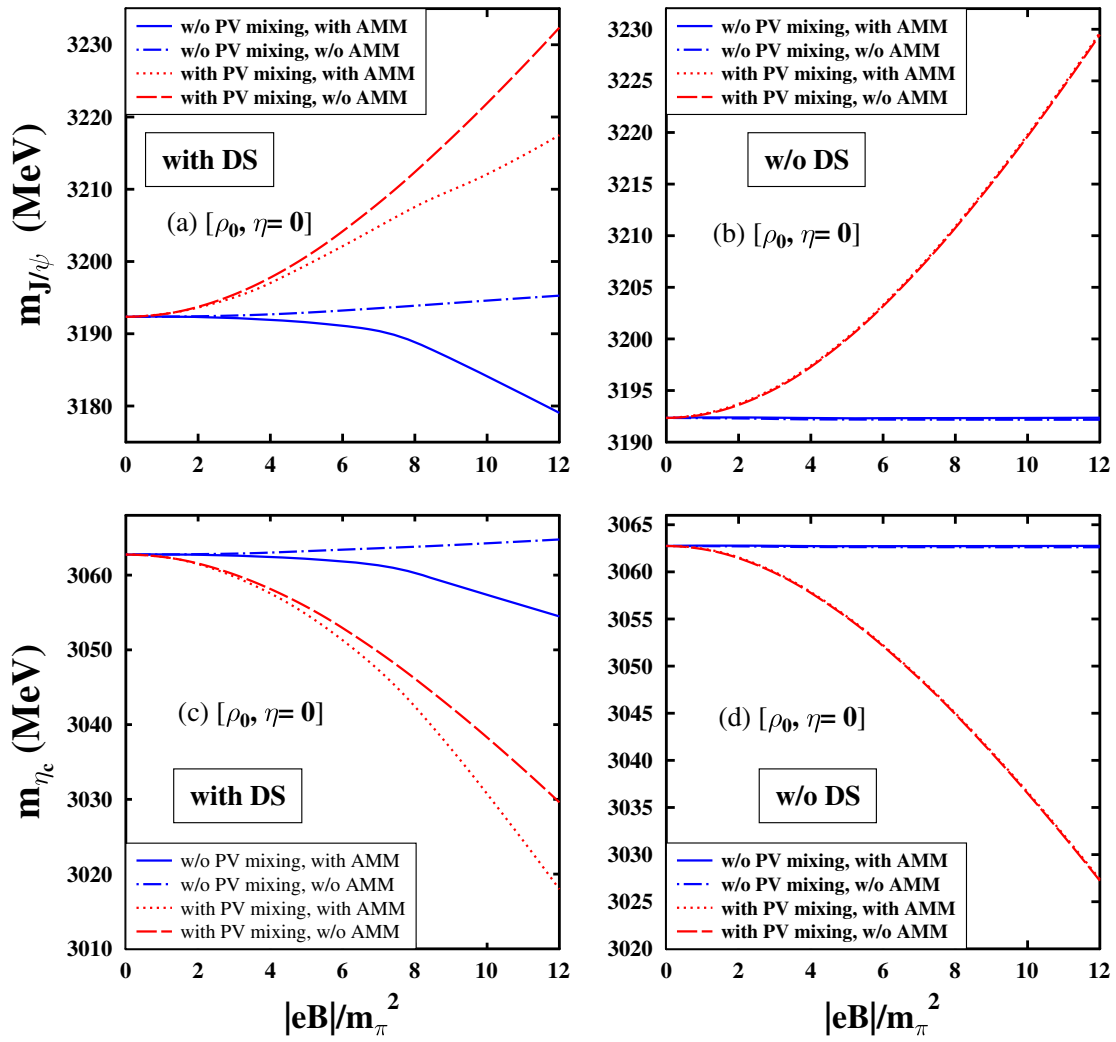 w/o PV mixing, with AMM
w/o PV mixing, w/o AMM
with PV mixing, with AMM
with PV mixing, w/o AMM
with DS
(a) [ρ₀, η= 0]
m_J/ψ (MeV)
3230
3220
3210
3200
3190
3180
0 2 4 6 8 10 12
w/o PV mixing, with AMM
w/o PV mixing, w/o AMM
with PV mixing, with AMM
with PV mixing, w/o AMM
w/o DS
(b) [ρ₀, η= 0]
3230
3225
3220
3215
3210
3205
3200
3195
3190
0 2 4 6 8 10 12
m_η_c (MeV)
3060
3050
3040
3030
3020
3010
(c) [ρ₀, η= 0]
with DS
w/o PV mixing, with AMM
w/o PV mixing, w/o AMM
with PV mixing, with AMM
with PV mixing, w/o AMM
0 2 4 6 8 10 12
|eB|/m_π²
3065
3060
3055
3050
3045
3040
3035
3030
3025
3020
(d) [ρ₀, η= 0]
w/o DS
w/o PV mixing, with AMM
w/o PV mixing, w/o AMM
with PV mixing, with AMM
with PV mixing, w/o AMM
0 2 4 6 8 10 12
|eB|/m_π²